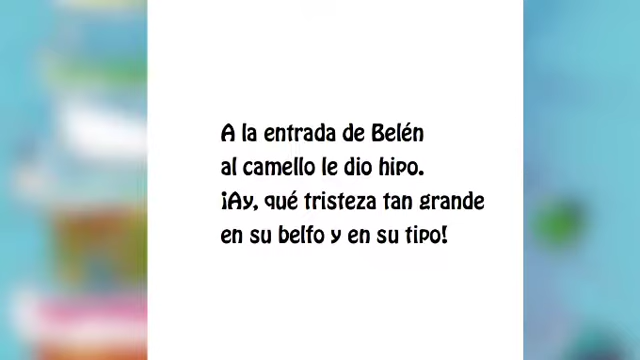 A la entrada de Belén
al camello le dio hipo.
¡Ay, qué tristeza tan grande
en su belfo y en su tipo!